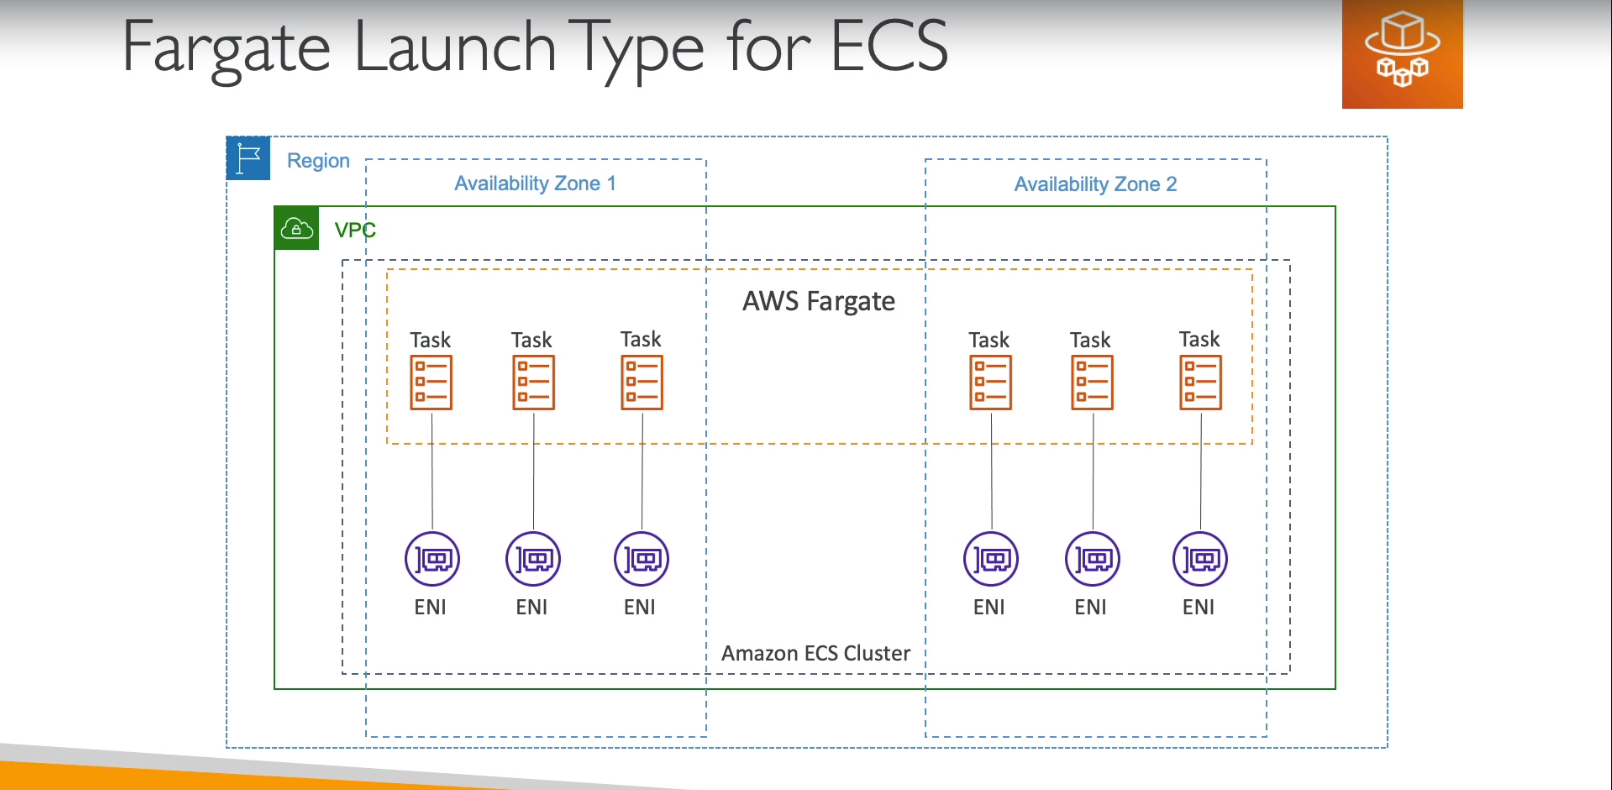 Fargate Launch Type for ECS
Region
Availability Zone 1
Availability Zone 2
VPC
AWS Fargate
Task
Task
Task
Task
Task
Task
ENI
ENI
ENI
ENI
ENI
ENI
Amazon ECS Cluster